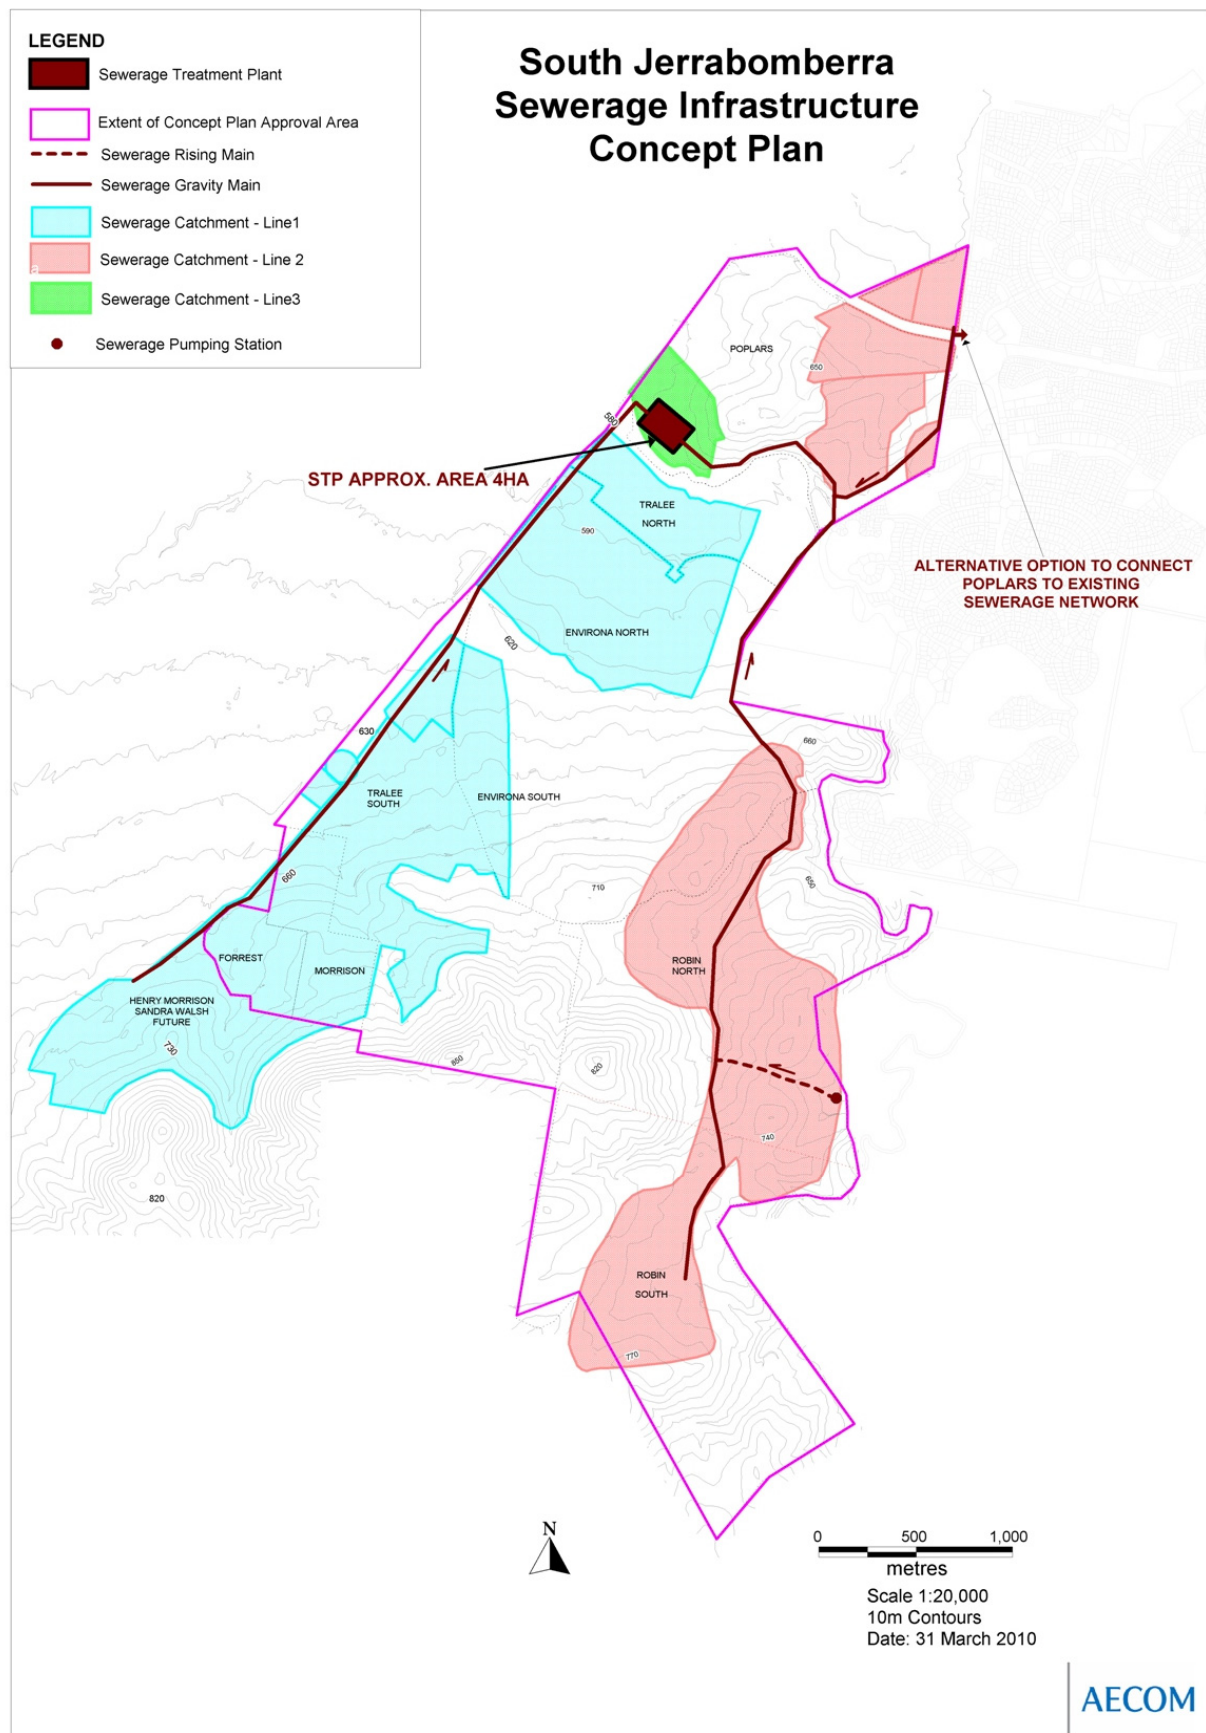 LEGEND
Sewerage Treatment Plant
Extent of Concept Plan Approval Area
Sewerage Rising Main
Sewerage Gravity Main
Sewerage Catchment - Line1
Sewerage Catchment - Line 2
a
Sewerage Catchment - Line3
Sewerage Pumping Station
South Jerrabomberra
Sewerage Infrastructure
Concept Plan
POPLARS
650
580
STP APPROX. AREA 4HA
TRALEE
NORTH
590
ALTERNATIVE OPTION TO CONNECT
POPLARS TO EXISTING
SEWERAGE NETWORK
ENVIRONA NORTH
620
630
660
TRALEE
SOUTH
ENVIRONA SOUTH
660
710
650
FORREST
MORRISON
ROBIN
NORTH
HENRY MORRISON
SANDRA WALSH
FUTURE
730
850
820
740
820
ROBIN
SOUTH
770
N
0 500 1,000
metres
Scale 1:20,000
10m Contours
Date: 31 March 2010
AECOM